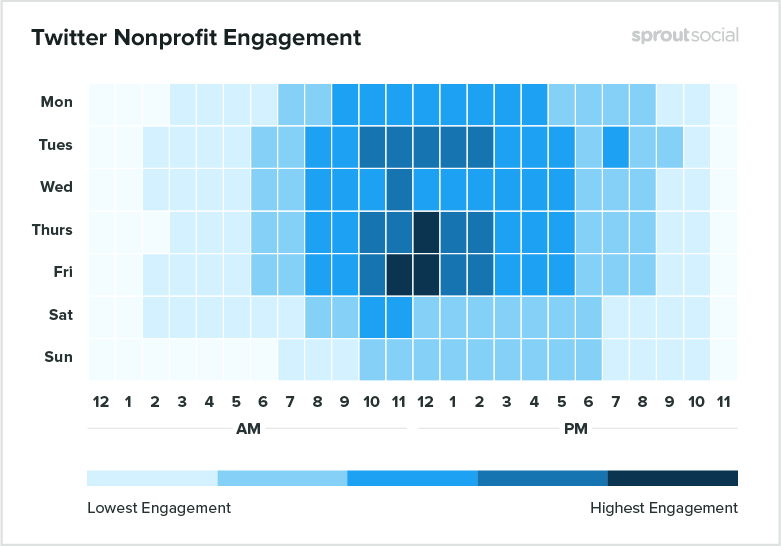 Twitter Nonprofit Engagement
sproutsocial
Mon
Tues
Wed
Thurs
Fri
Sat
Sun
12 1 2 3 4 5 6 7 8 9 10 11 12 1 2 3 4 5 6 7 8 9 10 11
AM PM
Lowest Engagement Highest Engagement